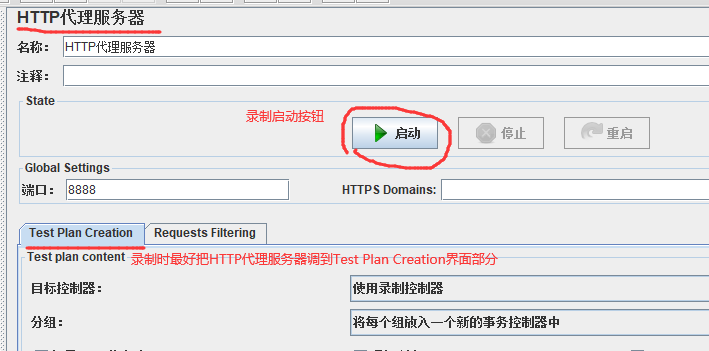 HTTP代理服务器
名称： HTTP代理服务器
注释：
State
录制启动按钮
启动 停止 重启
Global Settings
端口： 8888 HTTPS Domains:
Test Plan Creation Requests Filtering
Test plan content 录制时最好把HTTP代理服务器调到Test Plan Creation界面部分
目标控制器： 使用录制控制器
分组： 将每个组放入一个新的事务控制器中